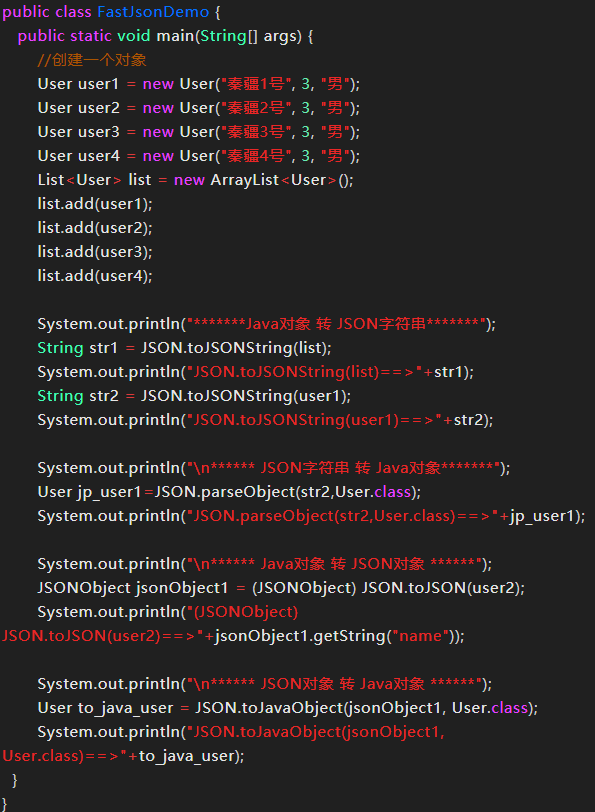 public class FastJsonDemo {
public static void main(String[] args) {
//创建一个对象
User user1 = new User("秦疆1号", 3, "男");
User user2 = new User("秦疆2号", 3, "男");
User user3 = new User("秦疆3号", 3, "男");
User user4 = new User("秦疆4号", 3, "男");
List<User> list = new ArrayList<User>();
list.add(user1);
list.add(user2);
list.add(user3);
list.add(user4);
System.out.println("*******Java对象 转 JSON字符串*******");
String str1 = JSON.toJSONString(list);
System.out.println("JSON.toJSONString(list)==>"+str1);
String str2 = JSON.toJSONString(user1);
System.out.println("JSON.toJSONString(user1)==>"+str2);
System.out.println("\n****** JSON字符串 转 Java对象*******");
User jp_user1=JSON.parseObject(str2,User.class);
System.out.println("JSON.parseObject(str2,User.class)==>"+jp_user1);
System.out.println("\n****** Java对象 转 JSON对象 ******");
JSONObject jsonObject1 = (JSONObject) JSON.toJSON(user2);
System.out.println("(JSONObject)
JSON.toJSON(user2)==>"+jsonObject1.getString("name"));
System.out.println("\n****** JSON对象 转 Java对象 ******");
User to_java_user = JSON.toJavaObject(jsonObject1, User.class);
System.out.println("JSON.toJavaObject(jsonObject1,
User.class)==>"+to_java_user);
}
}